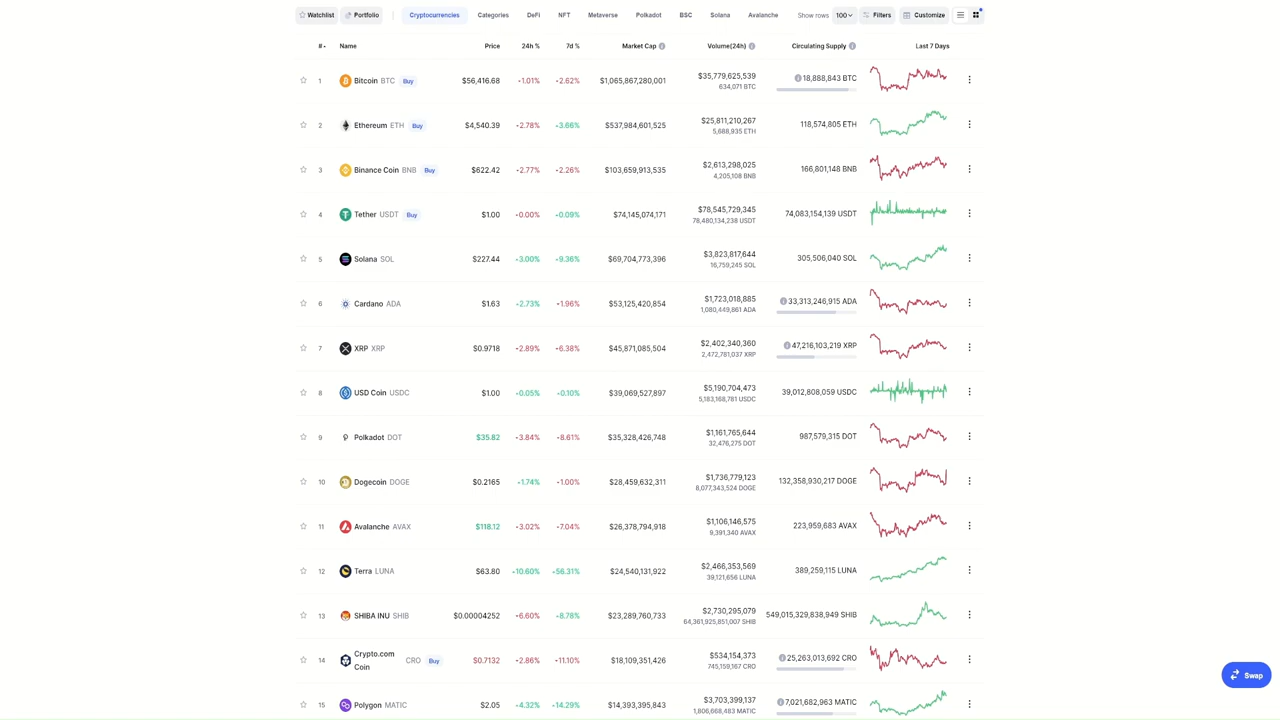 Watchlist Portfolio Cryptocurrencies Categories DeFi NFT Metaverse Polkadot BSC Solana Avalanche Show rows 100 Filters Customize
# Name Price 24h % 7d % Market Cap Volume(24h) Circulating Supply Last 7 Days
1 Bitcoin BTC Buy $56,416.68 1.01% 2.62% $1,065,867,280,001 $35,779,625,539 18,888,843 BTC
634,071 BTC
2 Ethereum ETH Buy $4,540.39 2.78% 3.66% $537,984,601,525 $25,811,210,267 118,574,805 ETH
5,688,935 ETH
3 Binance Coin BNB Buy $622.42 2.77% 2.26% $103,659,913,535 $2,613,298,025 166,801,148 BNB
4,205,108 BNB
4 Tether USDT Buy $1.00 0.00% 0.09% $74,145,074,171 $78,545,729,345 74,083,154,139 USDT
78,480,134,238 USDT
5 Solana SOL $227.44 3.00% 9.36% $69,704,773,396 $3,823,817,644 305,506,040 SOL
16,759,245 SOL
6 Cardano ADA $1.63 2.73% 1.96% $53,125,420,854 $1,723,018,885 33,313,246,915 ADA
1,080,449,861 ADA
7 XRP XRP $0.9718 2.89% 6.38% $45,871,085,504 $2,402,340,360 47,216,103,219 XRP
2,472,781,037 XRP
8 USD Coin USDC $1.00 0.05% 0.10% $39,069,527,897 $5,190,704,473 39,012,808,059 USDC
5,183,168,781 USDC
9 Polkadot DOT $35.82 3.84% 8.61% $35,328,426,748 $1,161,765,644 987,579,315 DOT
32,476,275 DOT
10 Dogecoin DOGE $0.2165 1.74% 1.00% $28,459,632,311 $1,736,779,123 132,358,930,217 DOGE
8,077,343,524 DOGE
11 Avalanche AVAX $118.12 3.02% 7.04% $26,378,794,918 $1,106,146,575 223,959,683 AVAX
9,391,340 AVAX
12 Terra LUNA $63.80 10.60% 56.31% $24,540,131,922 $2,466,353,569 389,259,115 LUNA
39,121,656 LUNA
13 SHIBA INU SHIB $0.00004252 6.60% 8.78% $23,289,760,733 $2,730,295,079 549,015,329,838,949 SHIB
64,361,925,851,007 SHIB
14 Crypto.com Coin CRO Buy $0.7132 2.86% 11.10% $18,109,351,426 $534,154,373 25,263,013,692 CRO
745,159,167 CRO
15 Polygon MATIC $2.05 4.32% 14.29% $14,393,395,843 $3,703,399,137 7,021,682,963 MATIC
1,806,668,483 MATIC
Swap